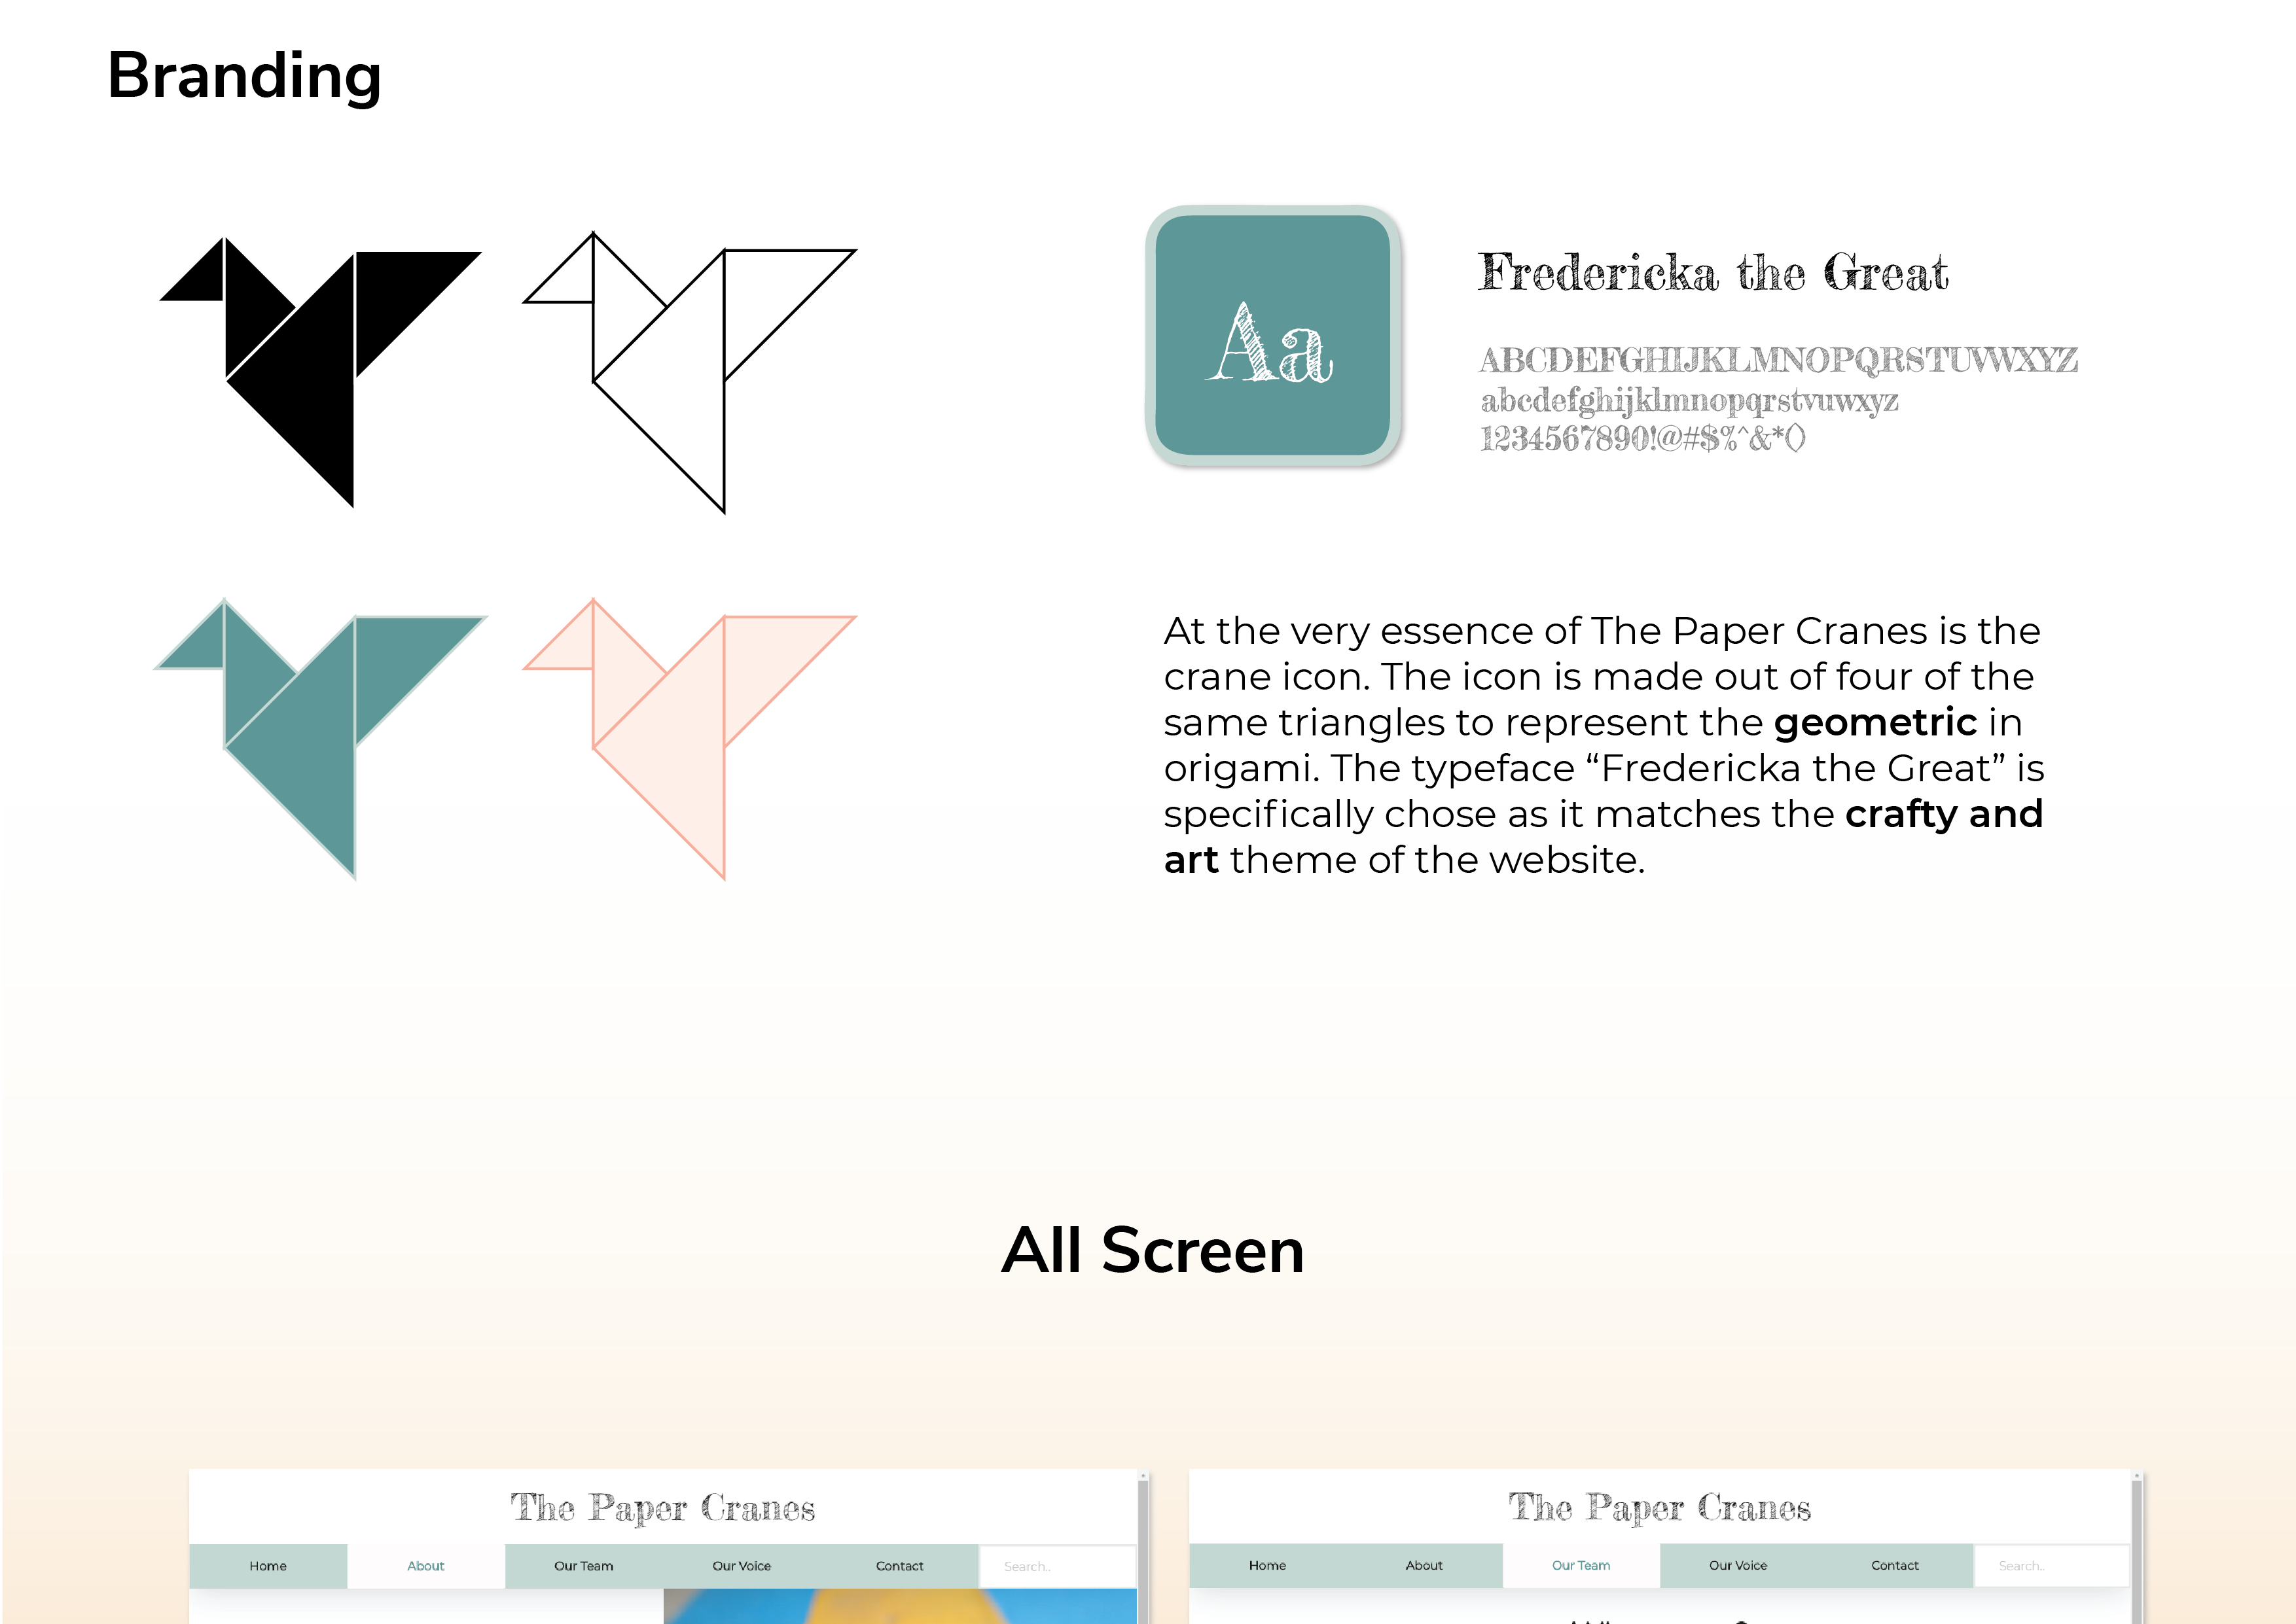 Branding
Aa
Fredericka the Great
ABCDEFGHIJKLMNOPQRSTUVWXYZ
abcdefghijklmnopqrstvuwxyz
1234567890!@#$%^&*()
At the very essence of The Paper Cranes is the
crane icon. The icon is made out of four of the
same triangles to represent the geometric in
origami. The typeface “Fredericka the Great” is
specifically chose as it matches the crafty and
art theme of the website.
All Screen
The Paper Cranes
Home About Our Team Our Voice Contact Search..
The Paper Cranes
Home About Our Team Our Voice Contact Search..